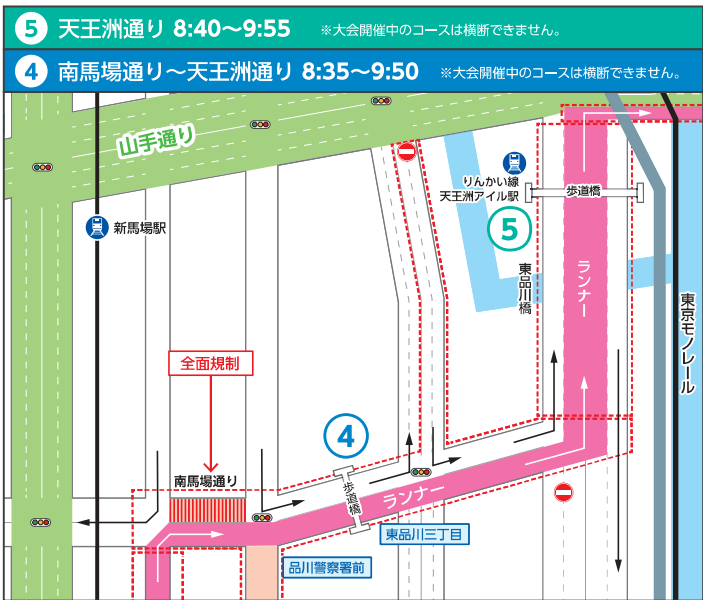 5 天王洲通り 8:40～9:55 ※大会開催中のコースは横断できません。
4 南馬場通り～天王洲通り 8:35～9:50 ※大会開催中のコースは横断できません。
山手通り
りんかい線
天王洲アイル駅
歩道橋
5
新馬場駅
東品川橋
ランナー
東京モノレール
全面規制
4
南馬場通り
歩道橋
ランナー
東品川三丁目
品川警察署前